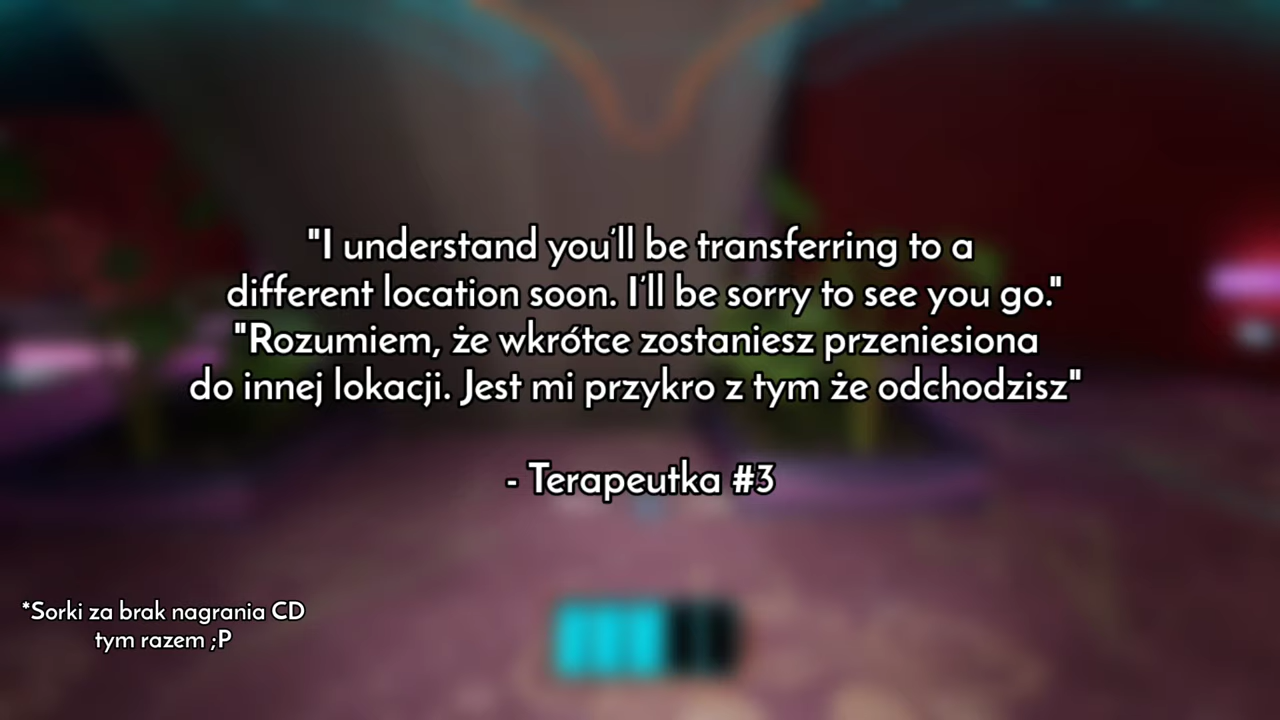 "I understand you'll be transferring to a
different location soon. I'll be sorry to see you go."
"Rozumiem, że wkrótce zostaniesz przeniesiona
do innej lokacji. Jest mi przykro z tym że odchodzisz"
- Terapeutka #3
*Sorki za brak nagrania CD
tym razem ;P